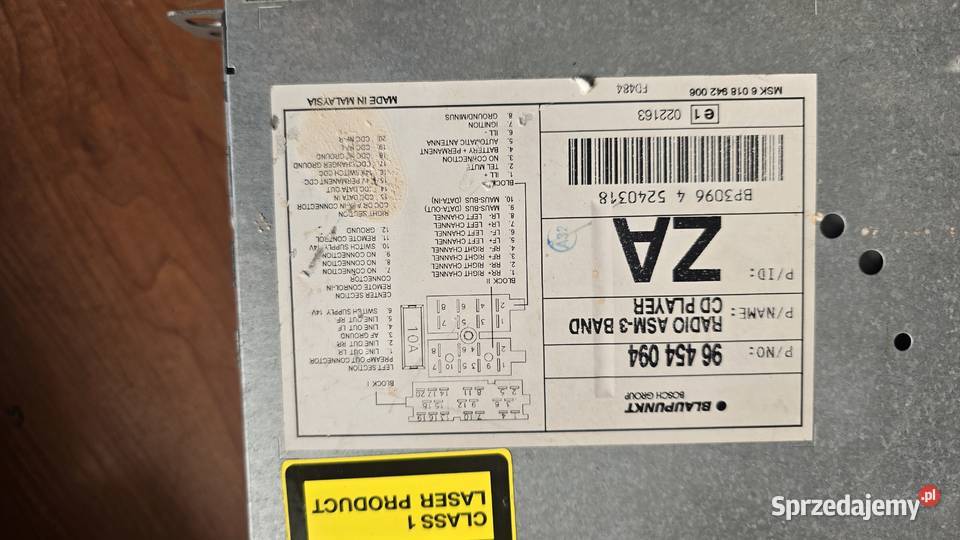 BLAUPUNKT
BOSCH GROUP
P/NO: 96 454 094
P/NAME: RADIO ASM-3 BAND
CD PLAYER
P/ID: ZA
A32
BP3096 4 5240318
e1 022163
MSK 6 018 942 006
FD484
MADE IN MALAYSIA
BLOCK I
LEFT SECTION
PREAMP OUT CONNECTOR
1. LINE OUT LR
2. LINE OUT RR
3. AF GROUND
4. LINE OUT LF
5. LINE OUT RF
6. SWITCH SUPPLY 14V
CENTER SECTION
REMOTE CONROL-IN
CONNECTOR
7. NO CONNECTION
8. NO CONNECTION
9. NO CONNECTION
10. SWITCH SUPPLY 14V
11. REMOTE CONTROL
12. GROUND
RIGHT SECTION
CDC OR A
IN CONNECTOR
13. CDC DATA IN
14. CDC DATA OUT
PERMANENT CDC
16. SWITCH CDC
17. CDC CHANGER GROUND
18. CDC GROUND
19. CDC
20. CDC NF-R
10A
BLOCK II
1. RR+ RIGHT CHANNEL
2. RR- RIGHT CHANNEL
3. RF+ RIGHT CHANNEL
4. RF- RIGHT CHANNEL
5. LF+ LEFT CHANNEL
6. LF- LEFT CHANNEL
7. LR+ LEFT CHANNEL
8. LR- LEFT CHANNEL
9. MAUS-BUS (DATA-OUT)
10. MAUS-BUS (DATA-IN)
BLOCK
1. ILL +
2. TEL MUTE
3. NO CONNECTION
4. BATTERY + PERMANENT
5. AUTOMATIC ANTENNA
6. ILL -
7. IGNITION
8. GROUND/MINUS
CLASS 1
LASER PRODUCT
Sprzedajemy.pl